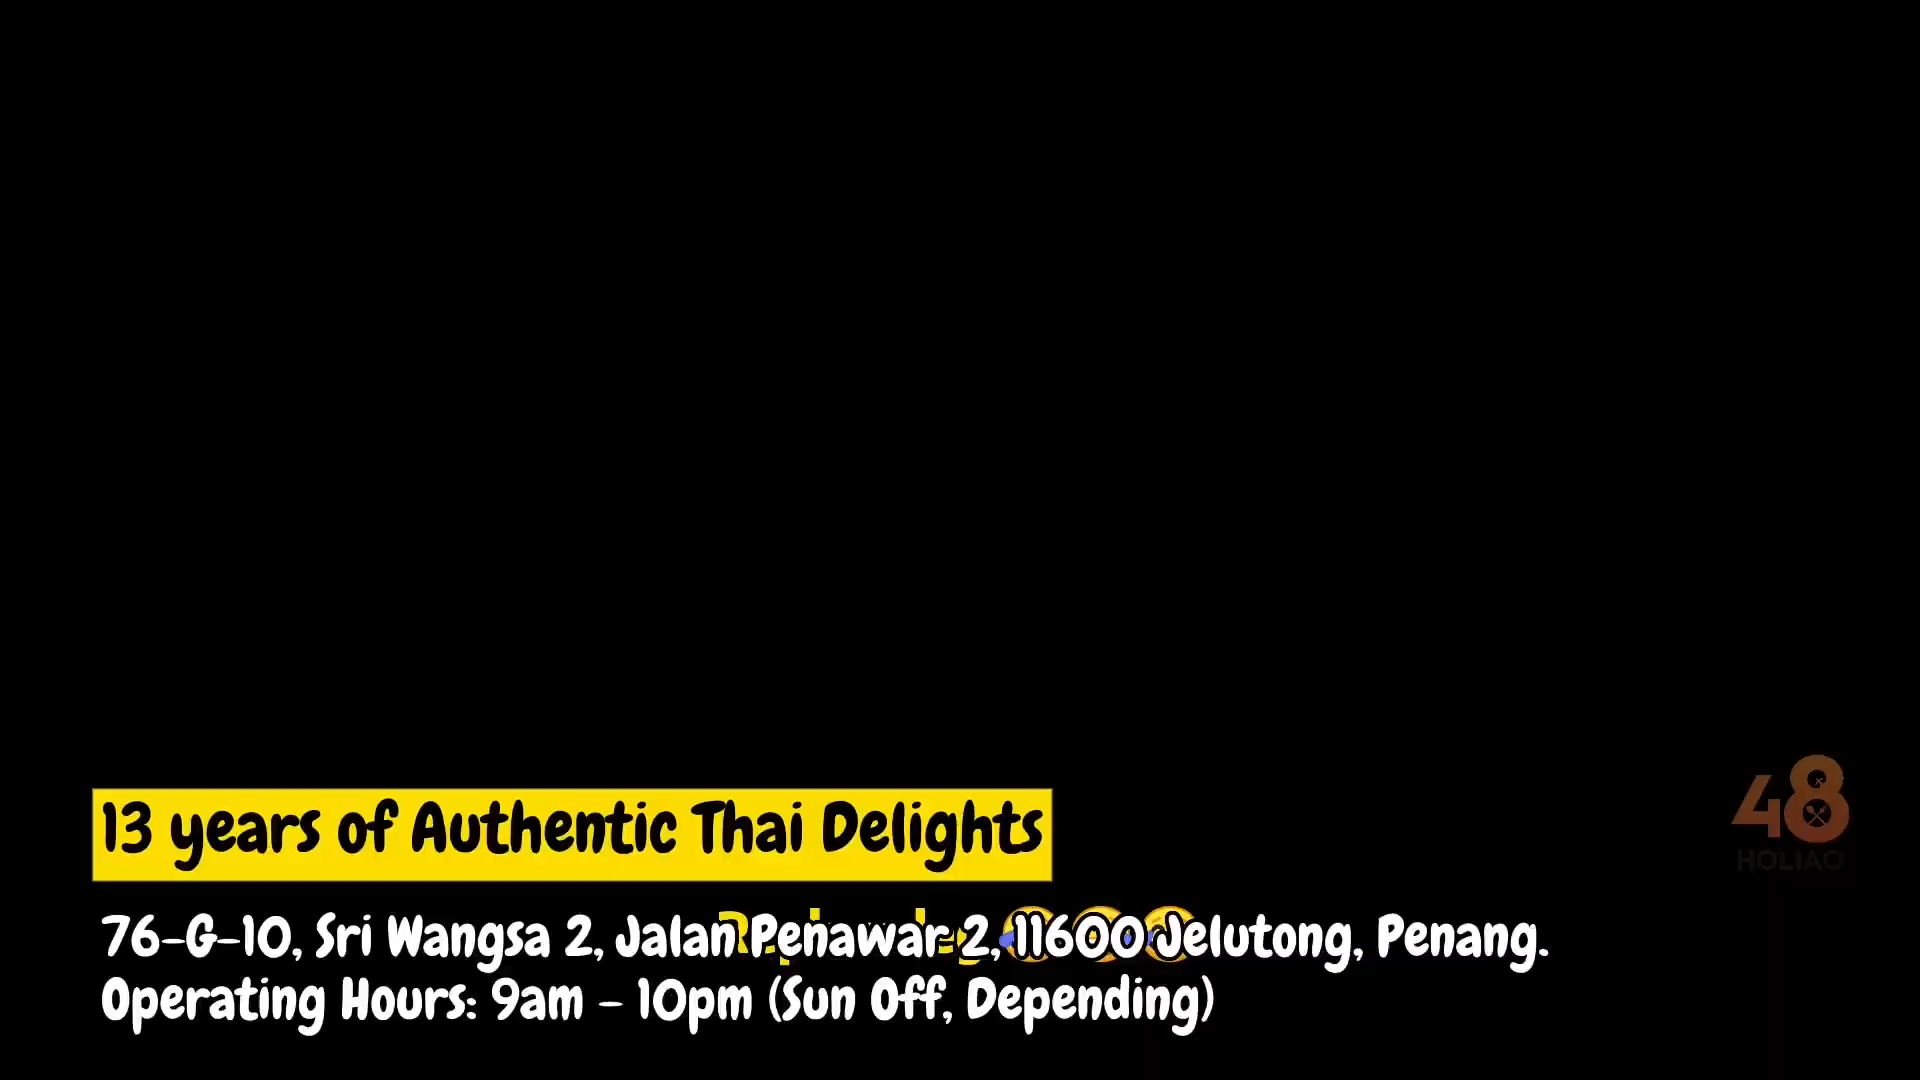 13 years of Authentic Thai Delights
76-G-10, Sri Wangsa 2, Jalan Penawar 2, 11600 Jelutong, Penang.
Operating Hours: 9am - 10pm (Sun Off, Depending)
48
HOLIAO